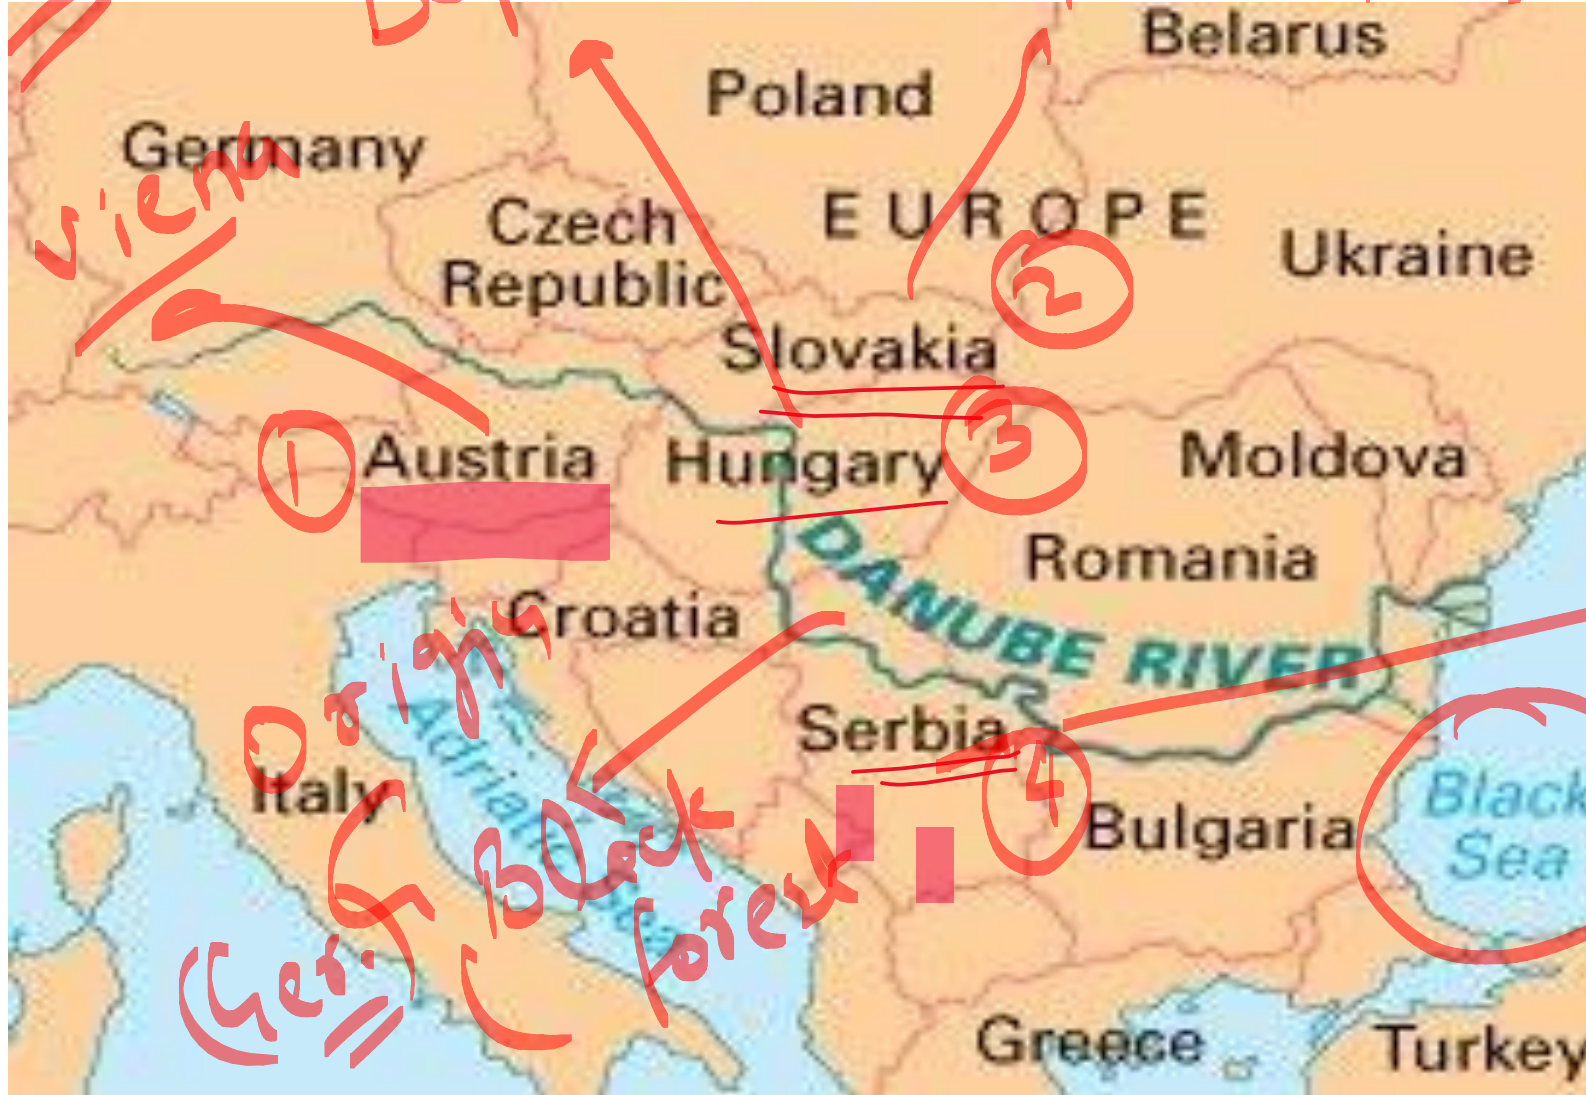 Belarus
Poland
Germany
Viena
EUROPE
Czech
Republic
Ukraine
2
Slovakia
3
1
Austria
Hungary
Moldova
DANUBE RIVER
Romania
Croatia
Origin
Adriatic Sea
Serbia
4
Italy
Black
Sea
Bulgaria
(Black
Forest
(Ger.)
Greece
Turkey